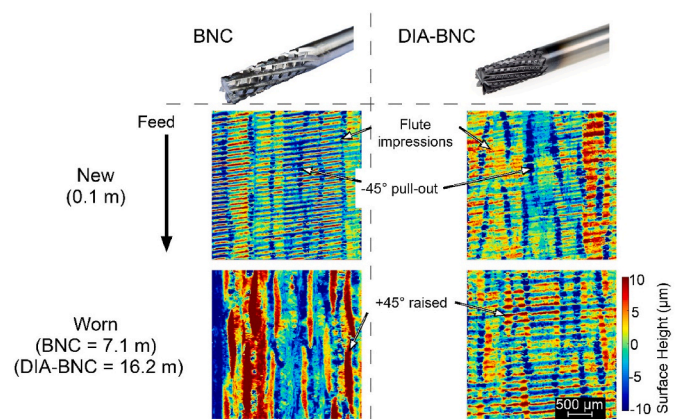 BNC
DIA-BNC
Feed
New
(0.1 m)
Flute
impressions
-45° pull-out
Worn
(BNC = 7.1 m)
(DIA-BNC = 16.2 m)
+45° raised
500 µm
10
5
0
-5
-10
Surface Height (µm)